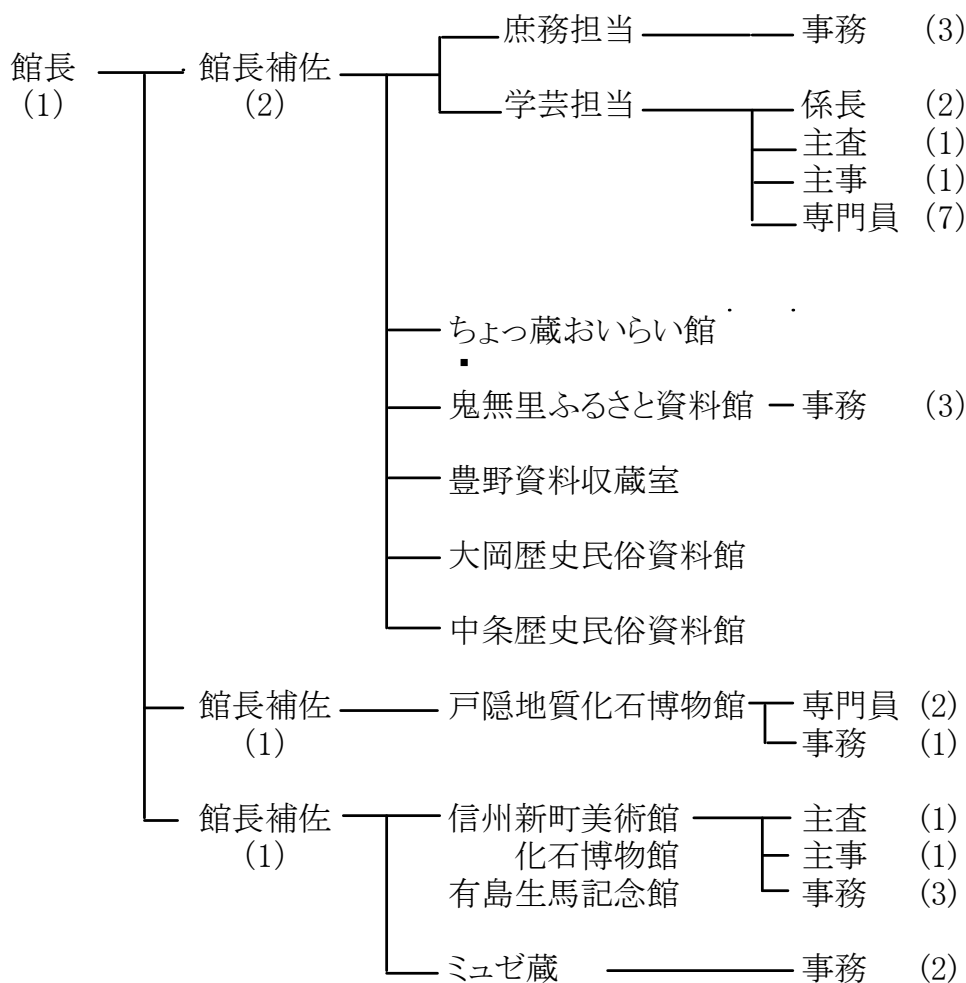 庶務担当 事務 (3)
館長 館長補佐
(1) (2)
学芸担当 係長 (2)
主査 (1)
主事 (1)
専門員 (7)
ちょっ蔵おいらい館
鬼無里ふるさと資料館 事務 (3)
豊野資料収蔵室
大岡歴史民俗資料館
中条歴史民俗資料館
館長補佐 戸隠地質化石博物館 専門員 (2)
(1) 事務 (1)
館長補佐 信州新町美術館 主査 (1)
(1) 化石博物館 主事 (1)
有島生馬記念館 事務 (3)
ミュゼ蔵 事務 (2)